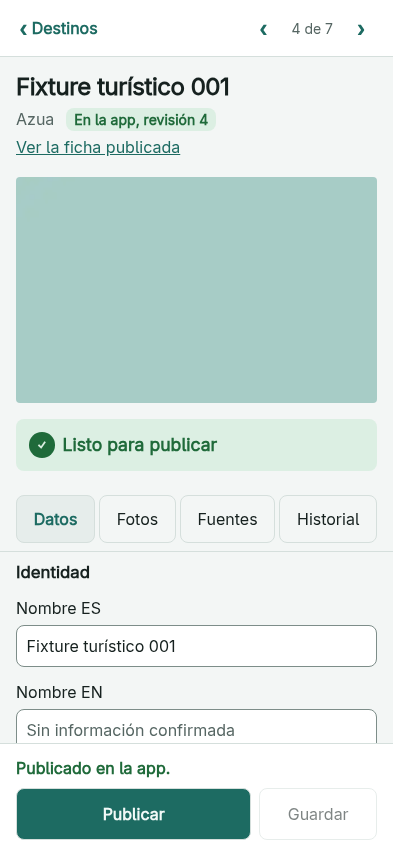 ‹ Destinos
‹ 4 de 7 ›
Fixture turístico 001
Azua En la app, revisión 4
Ver la ficha publicada
Listo para publicar
Datos Fotos Fuentes Historial
Identidad
Nombre ES
Fixture turístico 001
Nombre EN
Sin información confirmada
Publicado en la app.
Publicar Guardar